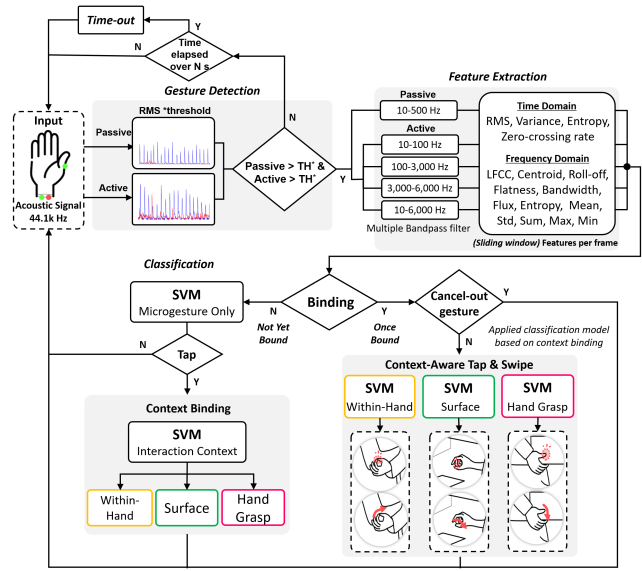 Time-out
Y
N
Time
elapsed
over N s
Gesture Detection
Feature Extraction
Input
Acoustic Signal
44.1k Hz
Passive
Active
RMS *threshold
N
Passive > TH* &
Active > TH*
Y
Passive
10-500 Hz
Active
10-100 Hz
100-3,000 Hz
3,000-6,000 Hz
10-6,000 Hz
Multiple Bandpass filter
Time Domain
RMS, Variance, Entropy,
Zero-crossing rate
Frequency Domain
LFCC, Centroid, Roll-off,
Flatness, Bandwidth,
Flux, Entropy, Mean,
Std, Sum, Max, Min
(Sliding window) Features per frame
Classification
SVM
Microgesture Only
N
Not Yet
Bound
Binding
Y
Once
Bound
Cancel-out
gesture
Y
N
Applied classification model
based on context binding
N
Tap
Y
Context Binding
SVM
Interaction Context
Within-
Hand
Surface
Hand
Grasp
Context-Aware Tap & Swipe
SVM
Within-Hand
SVM
Surface
SVM
Hand Grasp